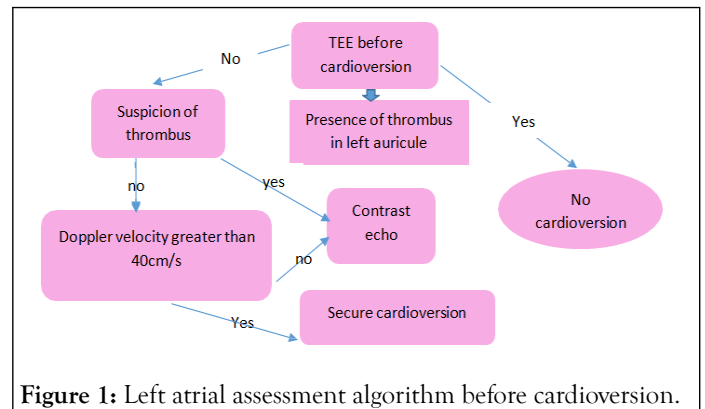 TEE before
cardioversion
No
Suspicion of
thrombus
Presence of thrombus
in left auricule
Yes
No
cardioversion
no
yes
Contrast
echo
Doppler velocity greater than
40cm/s
no
Yes
Secure cardioversion
Figure 1: Left atrial assessment algorithm before cardioversion.